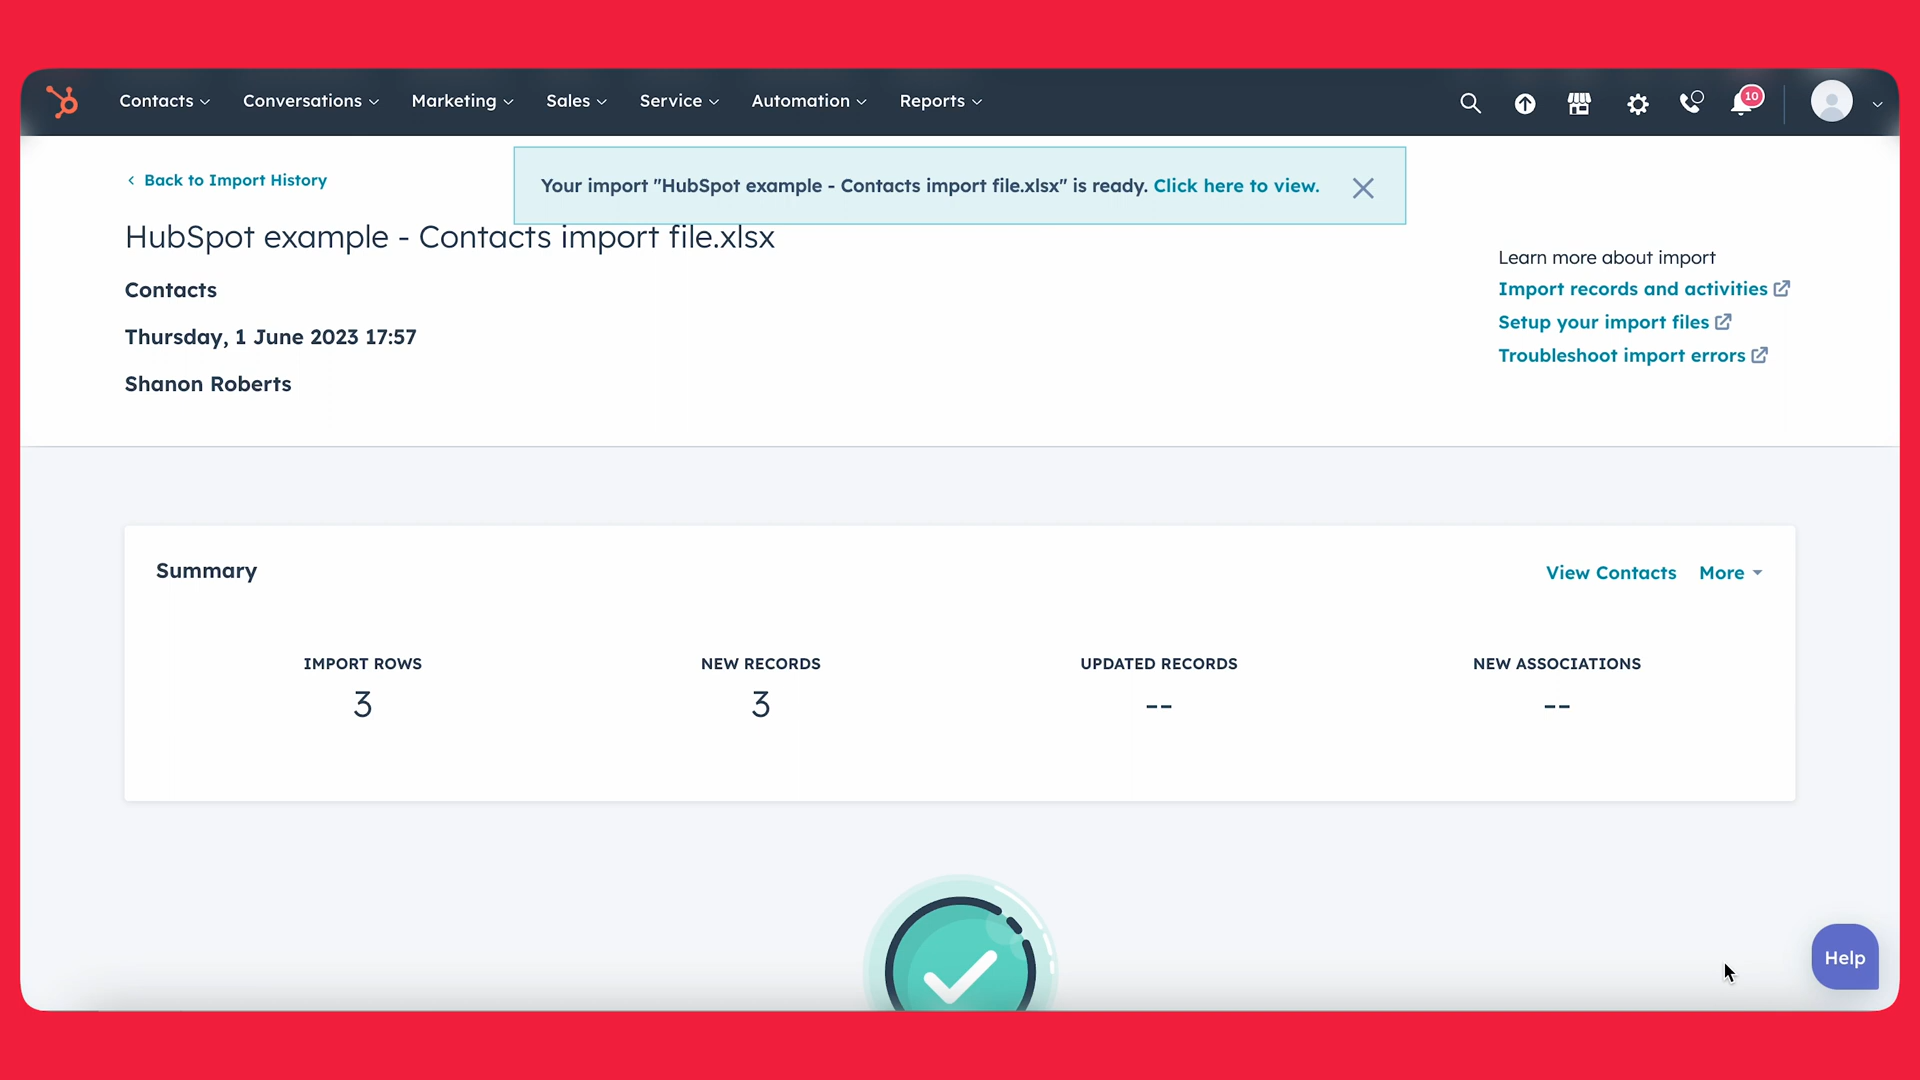 Contacts
Conversations
Marketing
Sales
Service
Automation
Reports
10
Back to Import History
Your import "HubSpot example - Contacts import file.xlsx" is ready. Click here to view.
HubSpot example - Contacts import file.xlsx
Contacts
Thursday, 1 June 2023 17:57
Shanon Roberts
Learn more about import
Import records and activities
Setup your import files
Troubleshoot import errors
Summary
View Contacts
More
IMPORT ROWS
3
NEW RECORDS
3
UPDATED RECORDS
--
NEW ASSOCIATIONS
--
Help